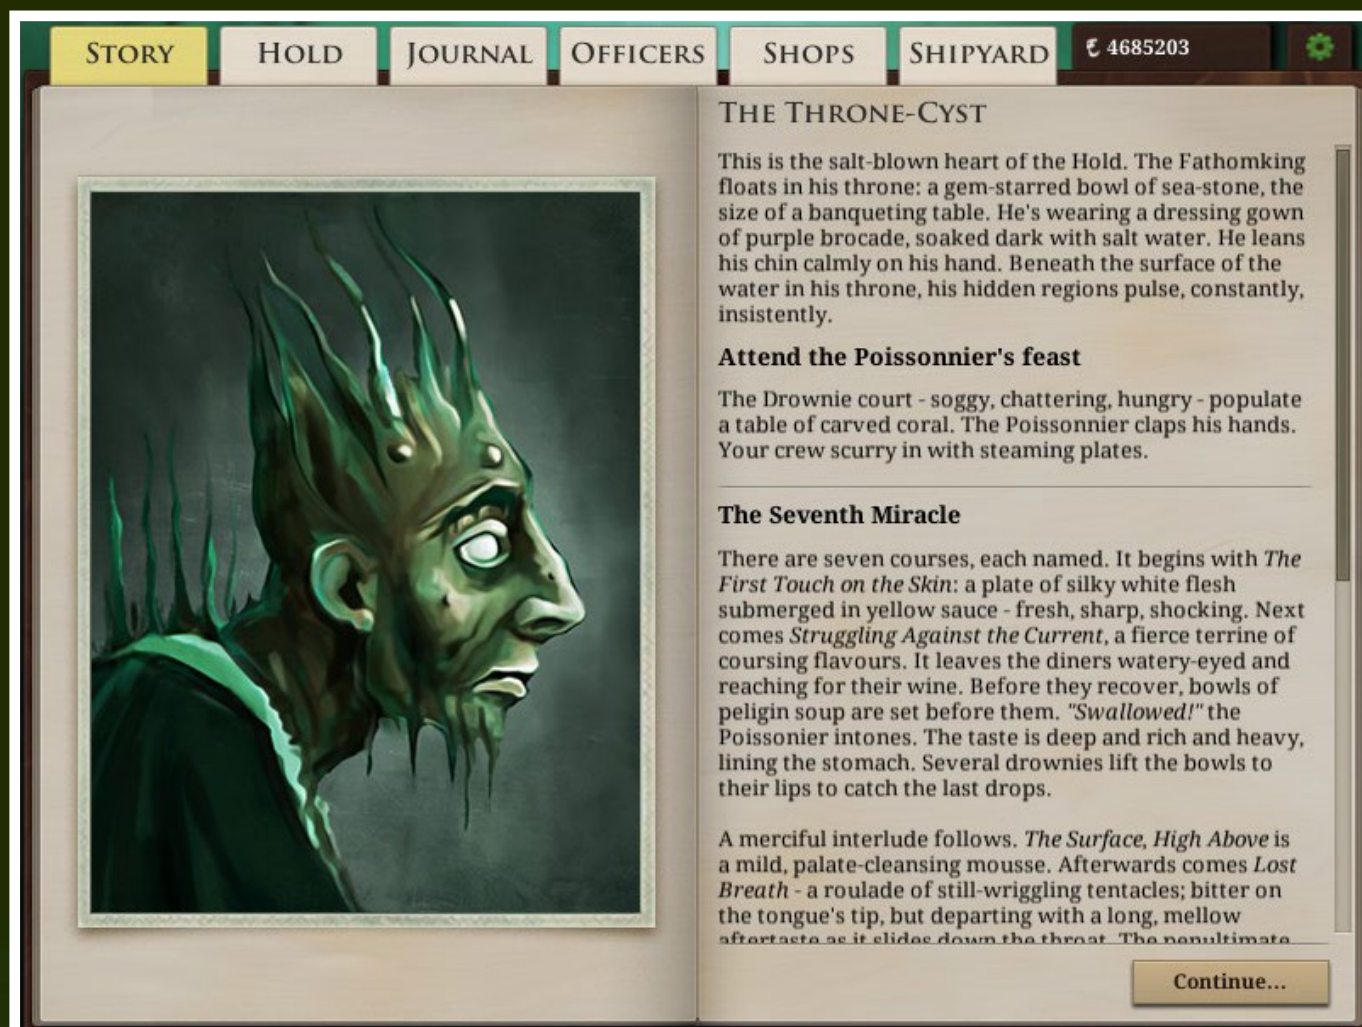 STORY
HOLD
JOURNAL
OFFICERS
SHOPS
SHIPYARD
4685203
THE THRONE-CYST
This is the salt-blown heart of the Hold. The Fathomking
floats in his throne: a gem-starred bowl of sea-stone, the
size of a banqueting table. He's wearing a dressing gown
of purple brocade, soaked dark with salt water. He leans
his chin calmly on his hand. Beneath the surface of the
water in his throne, his hidden regions pulse, constantly,
insistently.
Attend the Poissonnier's feast
The Drownie court - soggy, chattering, hungry - populate
a table of carved coral. The Poissonnier claps his hands.
Your crew scurry in with steaming plates.
The Seventh Miracle
There are seven courses, each named. It begins with The
First Touch on the Skin: a plate of silky white flesh
submerged in yellow sauce - fresh, sharp, shocking. Next
comes Struggling Against the Current, a fierce terrine of
coursing flavours. It leaves the diners watery-eyed and
reaching for their wine. Before they recover, bowls of
peligin soup are set before them. "Swallowed!" the
Poissonier intones. The taste is deep and rich and heavy,
lining the stomach. Several drownies lift the bowls to
their lips to catch the last drops.
A merciful interlude follows. The Surface, High Above is
a mild, palate-cleansing mousse. Afterwards comes Lost
Breath - a roulade of still-wriggling tentacles; bitter on
the tongue's tip, but departing with a long, mellow
aftertaste as it slides down the throat. The penultimate
Continue...